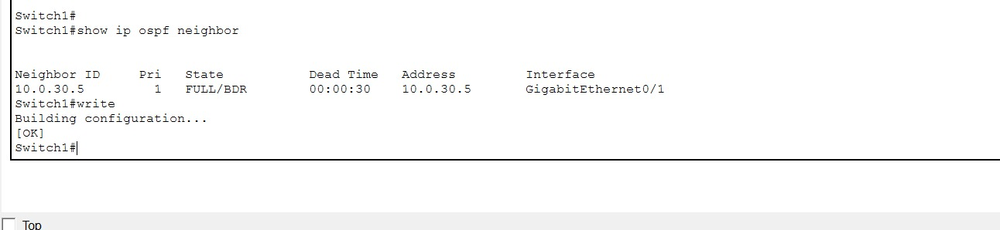 Switch1#
Switch1#show ip ospf neighbor
Neighbor ID     Pri   State           Dead Time   Address         Interface
10.0.30.5         1   FULL/BDR        00:00:30    10.0.30.5       GigabitEthernet0/1
Switch1#write
Building configuration...
[OK]
Switch1#
Top